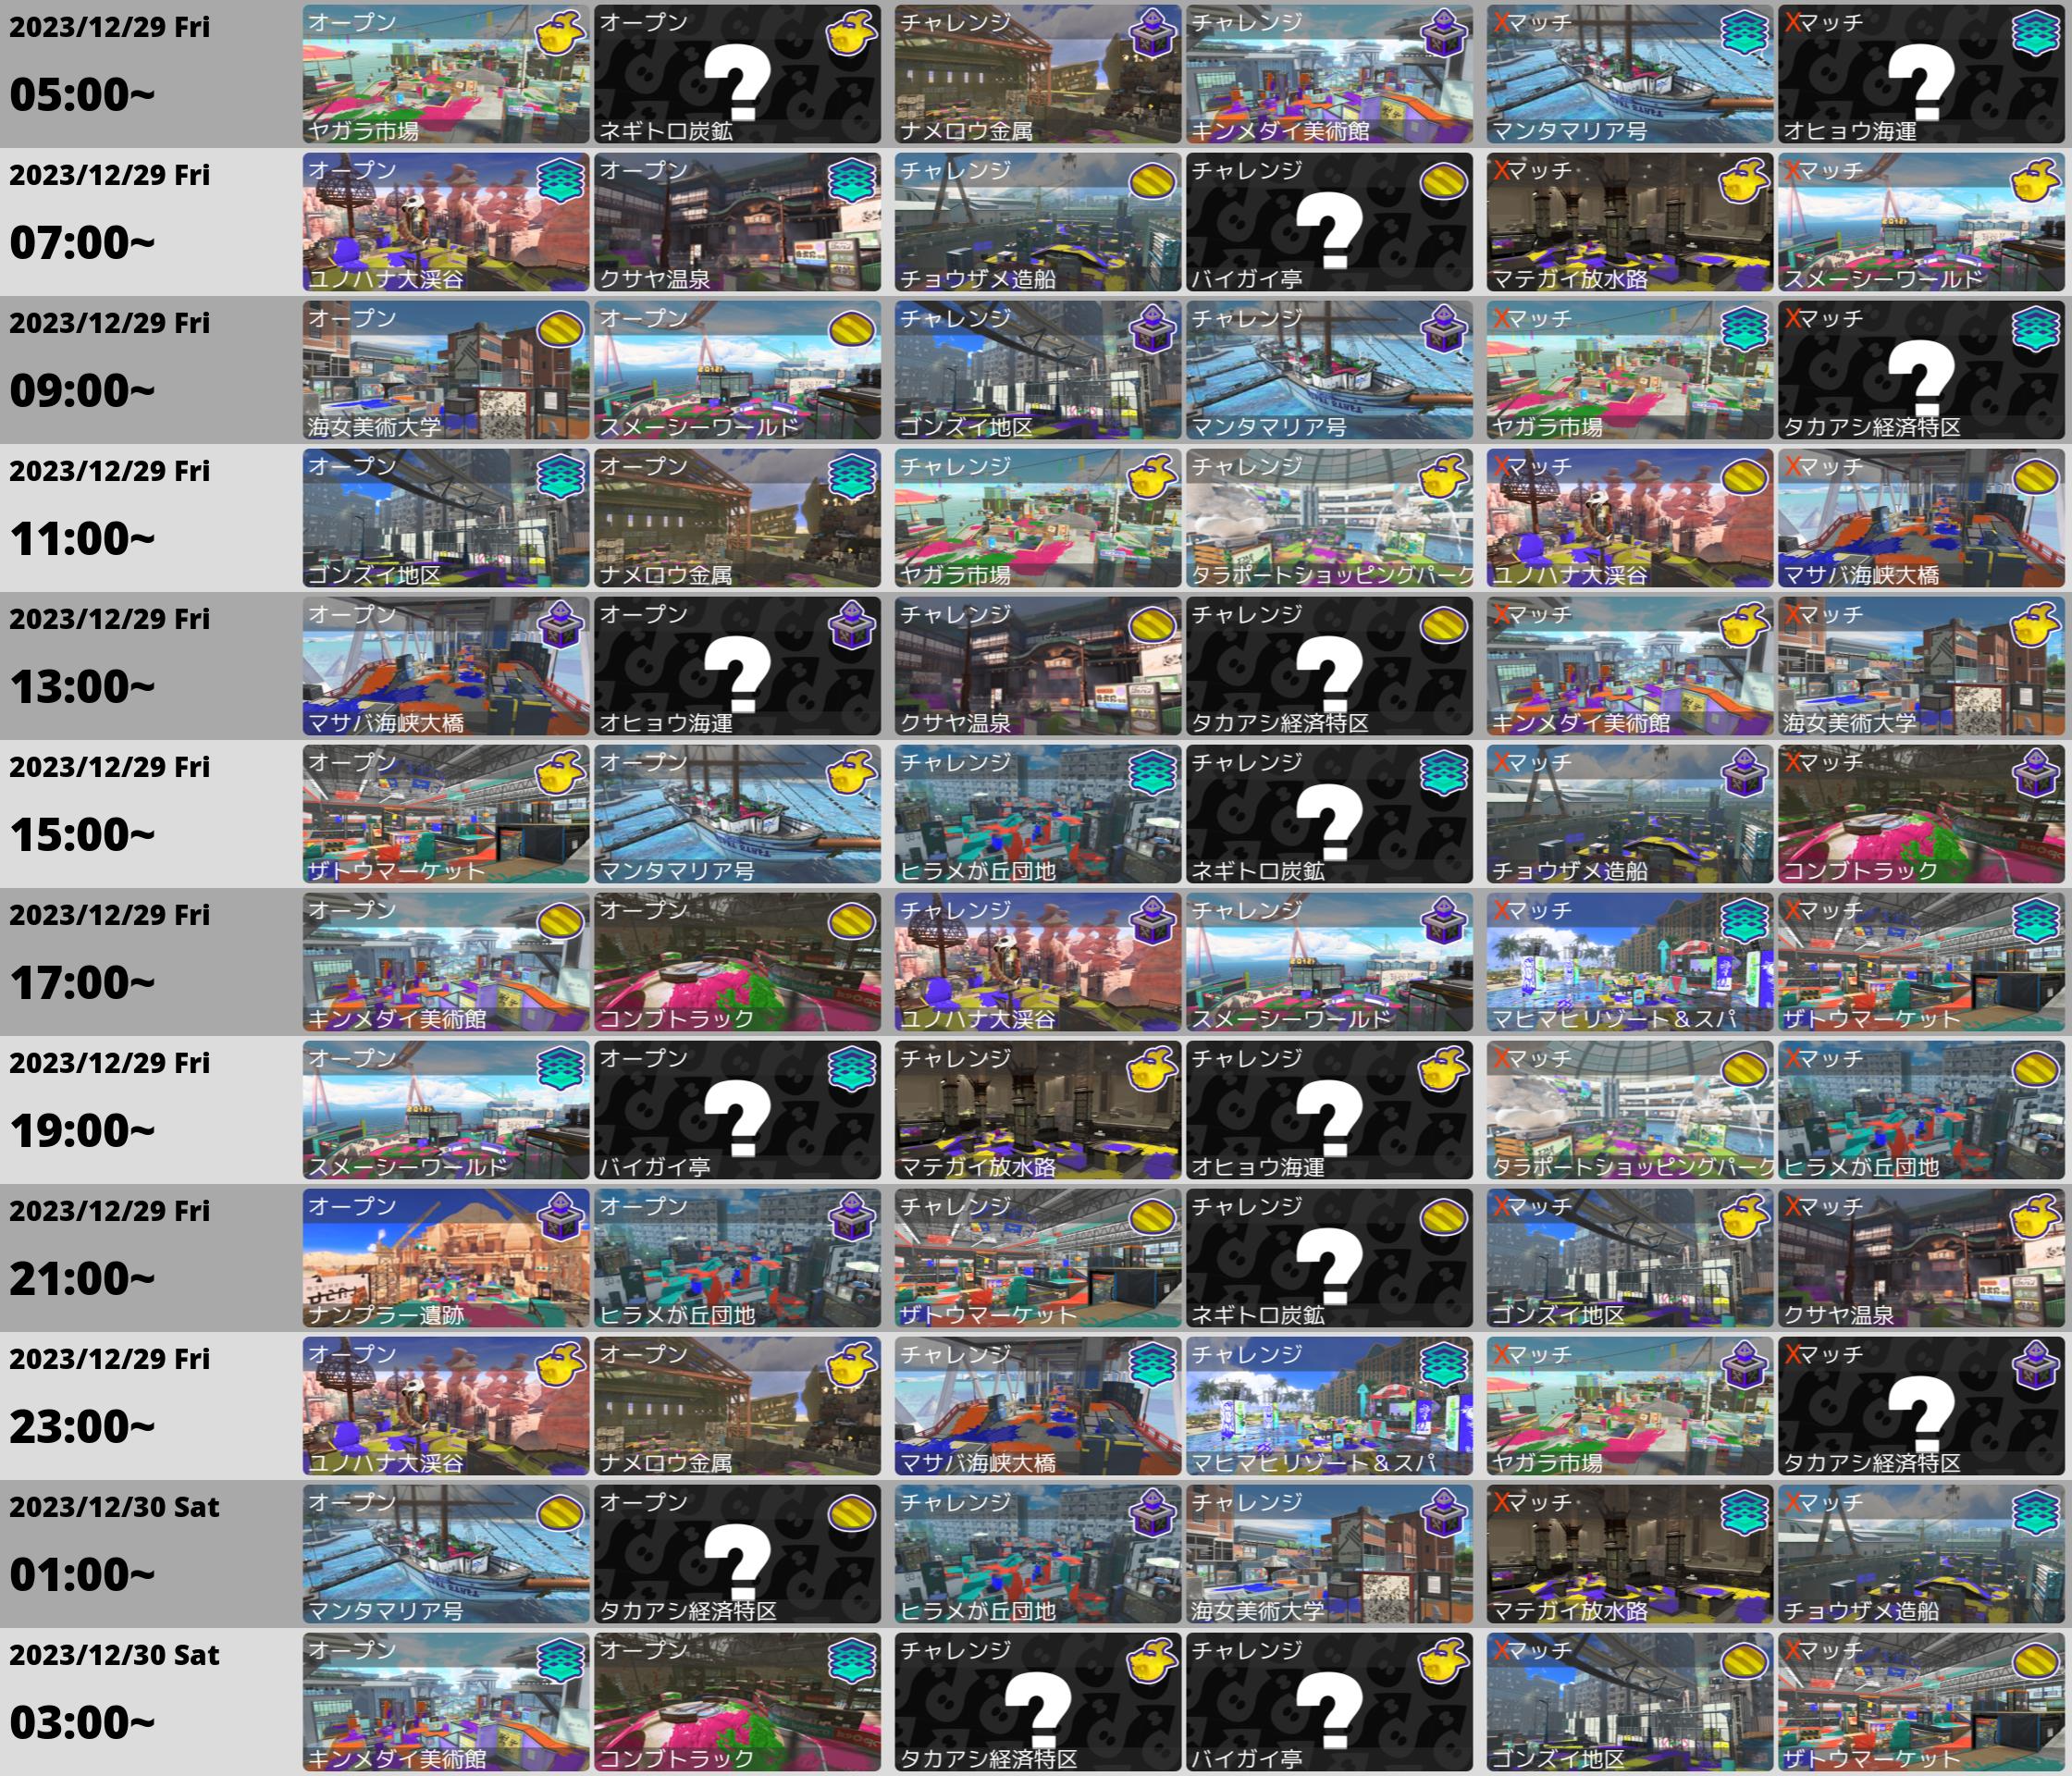 2023/12/29 Fri
05:00~
オープン
ヤガラ市場
オープン
ネギトロ炭鉱
チャレンジ
ナメロウ金属
チャレンジ
キンメダイ美術館
Xマッチ
マンタマリア号
Xマッチ
オヒョウ海運
2023/12/29 Fri
07:00~
オープン
ユノハナ大渓谷
オープン
クサヤ温泉
チャレンジ
チョウザメ造船
チャレンジ
バイガイ亭
Xマッチ
マテガイ放水路
Xマッチ
スメーシーワールド
2023/12/29 Fri
09:00~
オープン
海女美術大学
オープン
スメーシーワールド
チャレンジ
ゴンズイ地区
チャレンジ
マンタマリア号
Xマッチ
ヤガラ市場
Xマッチ
タカアシ経済特区
2023/12/29 Fri
11:00~
オープン
ゴンズイ地区
オープン
ナメロウ金属
チャレンジ
ヤガラ市場
チャレンジ
タラポートショッピングパーク
Xマッチ
ユノハナ大渓谷
Xマッチ
マサバ海峡大橋
2023/12/29 Fri
13:00~
オープン
マサバ海峡大橋
オープン
オヒョウ海運
チャレンジ
クサヤ温泉
チャレンジ
タカアシ経済特区
Xマッチ
キンメダイ美術館
Xマッチ
海女美術大学
2023/12/29 Fri
15:00~
オープン
ザトウマーケット
オープン
マンタマリア号
チャレンジ
ヒラメが丘団地
チャレンジ
ネギトロ炭鉱
Xマッチ
チョウザメ造船
Xマッチ
コンブトラック
2023/12/29 Fri
17:00~
オープン
キンメダイ美術館
オープン
コンブトラック
チャレンジ
ユノハナ大渓谷
チャレンジ
スメーシーワールド
Xマッチ
マヒマヒリゾート＆スパ
Xマッチ
ザトウマーケット
2023/12/29 Fri
19:00~
オープン
スメーシーワールド
オープン
バイガイ亭
チャレンジ
マテガイ放水路
チャレンジ
オヒョウ海運
Xマッチ
タラポートショッピングパーク
Xマッチ
ヒラメが丘団地
2023/12/29 Fri
21:00~
オープン
ナンプラー遺跡
オープン
ヒラメが丘団地
チャレンジ
ザトウマーケット
チャレンジ
ネギトロ炭鉱
Xマッチ
ゴンズイ地区
Xマッチ
クサヤ温泉
2023/12/29 Fri
23:00~
オープン
ユノハナ大渓谷
オープン
ナメロウ金属
チャレンジ
マサバ海峡大橋
チャレンジ
マヒマヒリゾート＆スパ
Xマッチ
ヤガラ市場
Xマッチ
タカアシ経済特区
2023/12/30 Sat
01:00~
オープン
マンタマリア号
オープン
タカアシ経済特区
チャレンジ
ヒラメが丘団地
チャレンジ
海女美術大学
Xマッチ
マテガイ放水路
Xマッチ
チョウザメ造船
2023/12/30 Sat
03:00~
オープン
キンメダイ美術館
オープン
コンブトラック
チャレンジ
タカアシ経済特区
チャレンジ
バイガイ亭
Xマッチ
ゴンズイ地区
Xマッチ
ザトウマーケット